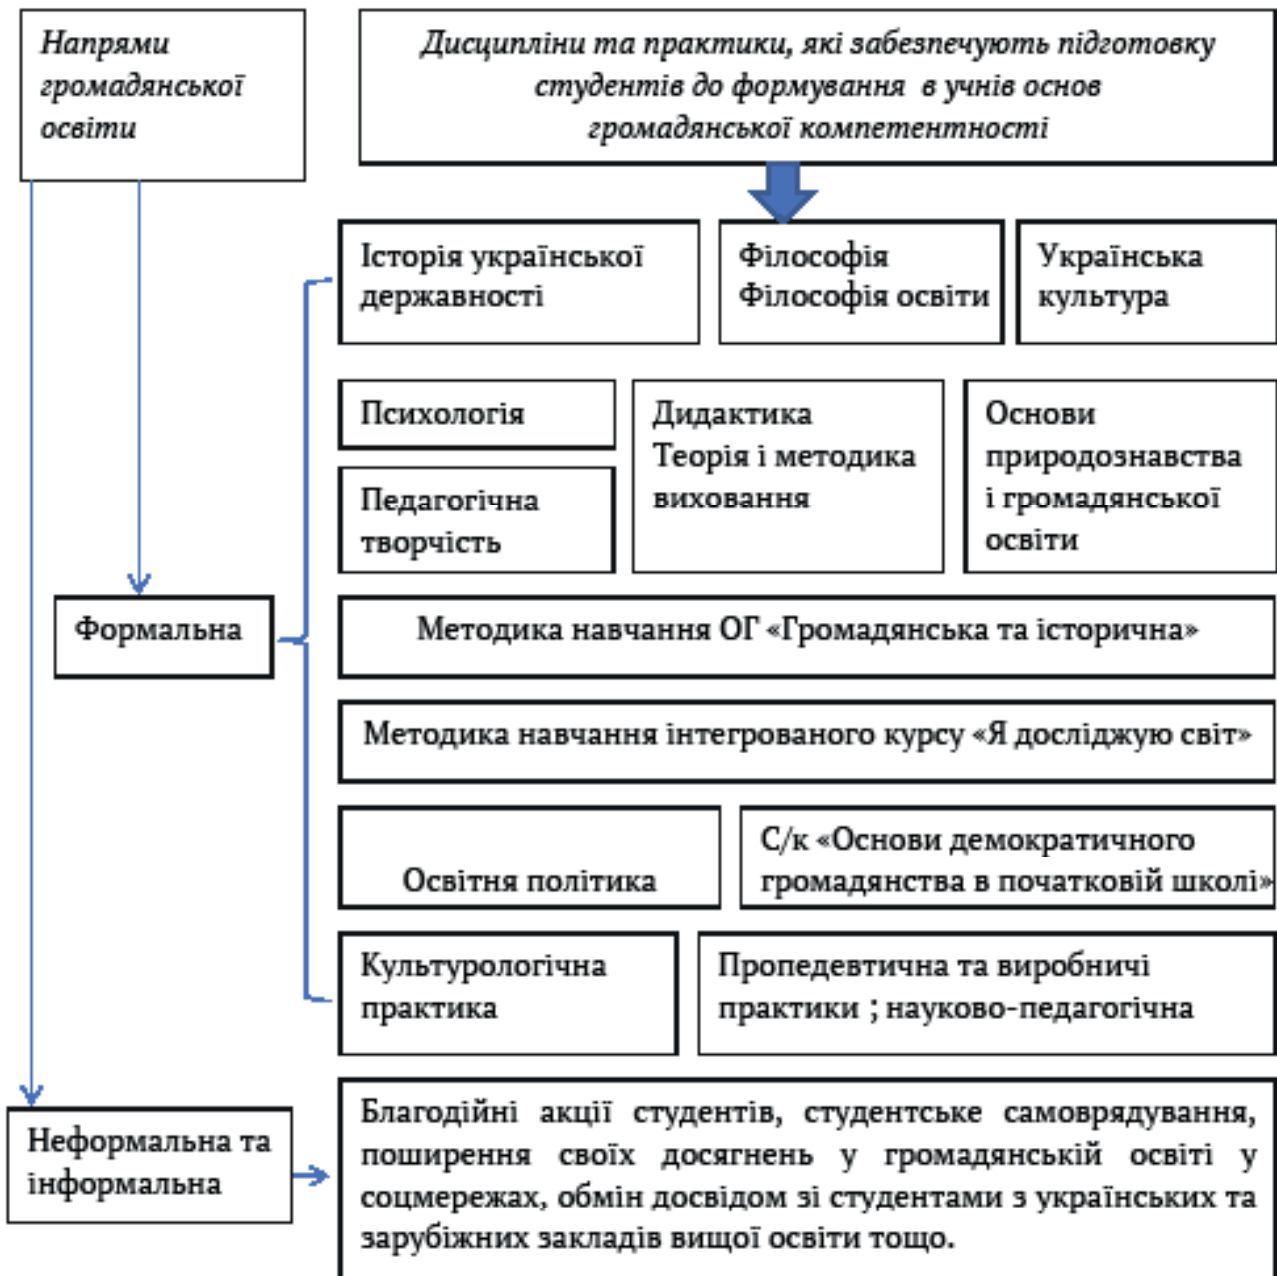 Напрями
громадянської
освіти
Дисципліни та практики, які забезпечують підготовку
студентів до формування в учнів основ
громадянської компетентності
Історія української
державності
Філософія
Філософія освіти
Українська
культура
Психологія
Педагогічна
творчість
Дидактика
Теорія і методика
виховання
Основи
природознавства
і громадянської
освіти
Формальна
Методика навчання ОГ «Громадянська та історична»
Методика навчання інтегрованого курсу «Я досліджую світ»
Освітня політика
С/к «Основи демократичного
громадянства в початковій школі»
Культурологічна
практика
Пропедевтична та виробничі
практики ; науково-педагогічна
Неформальна та
інформальна
Благодійні акції студентів, студентське самоврядування,
поширення своїх досягнень у громадянській освіті у
соцмережах, обмін досвідом зі студентами з українських та
зарубіжних закладів вищої освіти тощо.